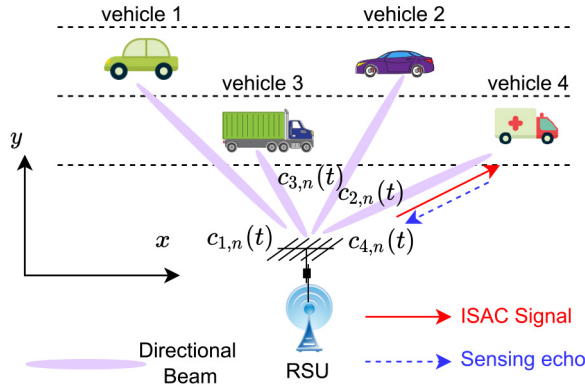 vehicle 1
vehicle 2
vehicle 3
vehicle 4
y
x
c_{3,n}(t)
c_{2,n}(t)
c_{1,n}(t)
c_{4,n}(t)
Directional
Beam
RSU
ISAC Signal
Sensing echo